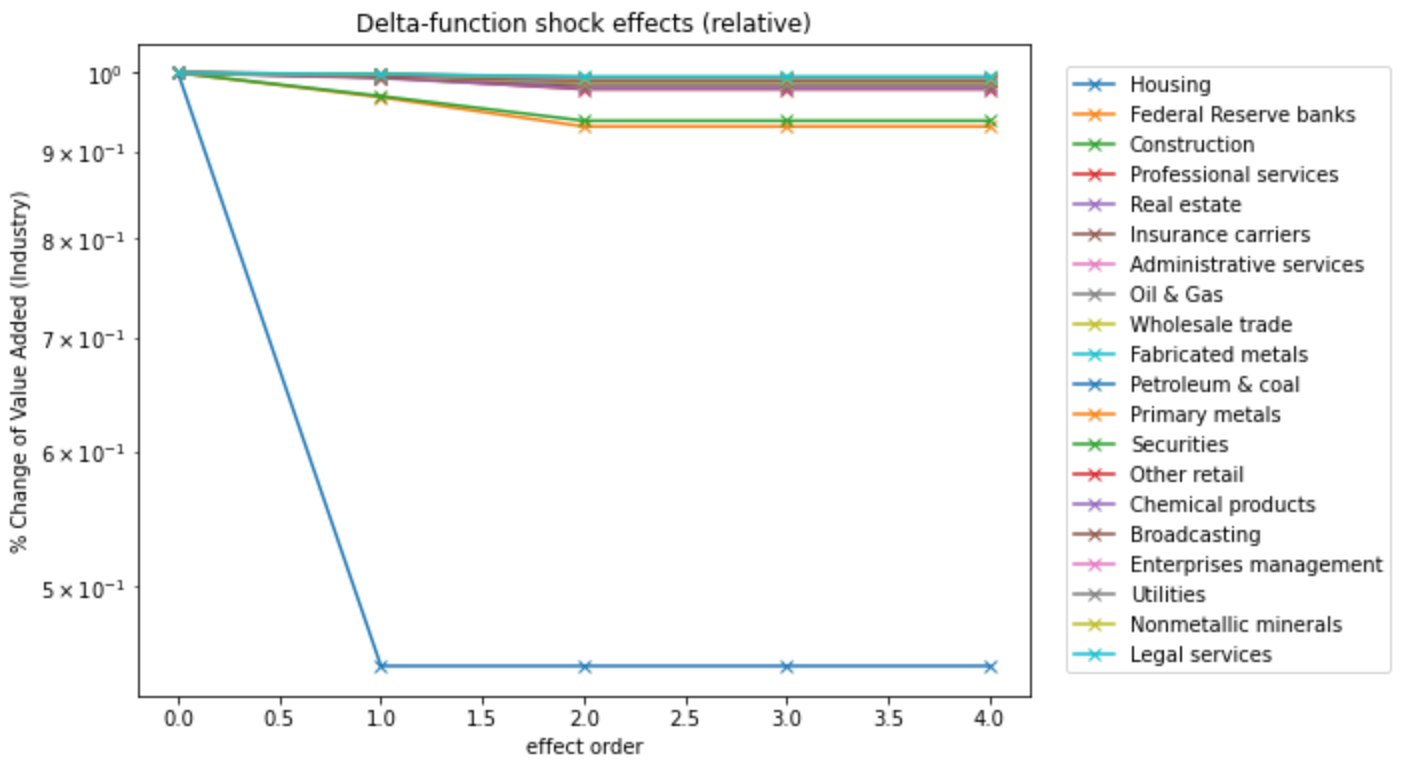 Delta-function shock effects (relative)
% Change of Value Added (Industry)
10⁰
9 × 10⁻¹
8 × 10⁻¹
7 × 10⁻¹
6 × 10⁻¹
5 × 10⁻¹
0.0 0.5 1.0 1.5 2.0 2.5 3.0 3.5 4.0
effect order
Housing
Federal Reserve banks
Construction
Professional services
Real estate
Insurance carriers
Administrative services
Oil & Gas
Wholesale trade
Fabricated metals
Petroleum & coal
Primary metals
Securities
Other retail
Chemical products
Broadcasting
Enterprises management
Utilities
Nonmetallic minerals
Legal services